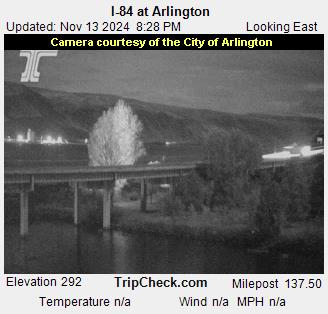 I-84 at Arlington
Updated: Nov 13 2024 8:28 PM Looking East
Camera courtesy of the City of Arlington
Elevation 292 TripCheck.com Milepost 137.50
Temperature n/a Wind n/a MPH n/a